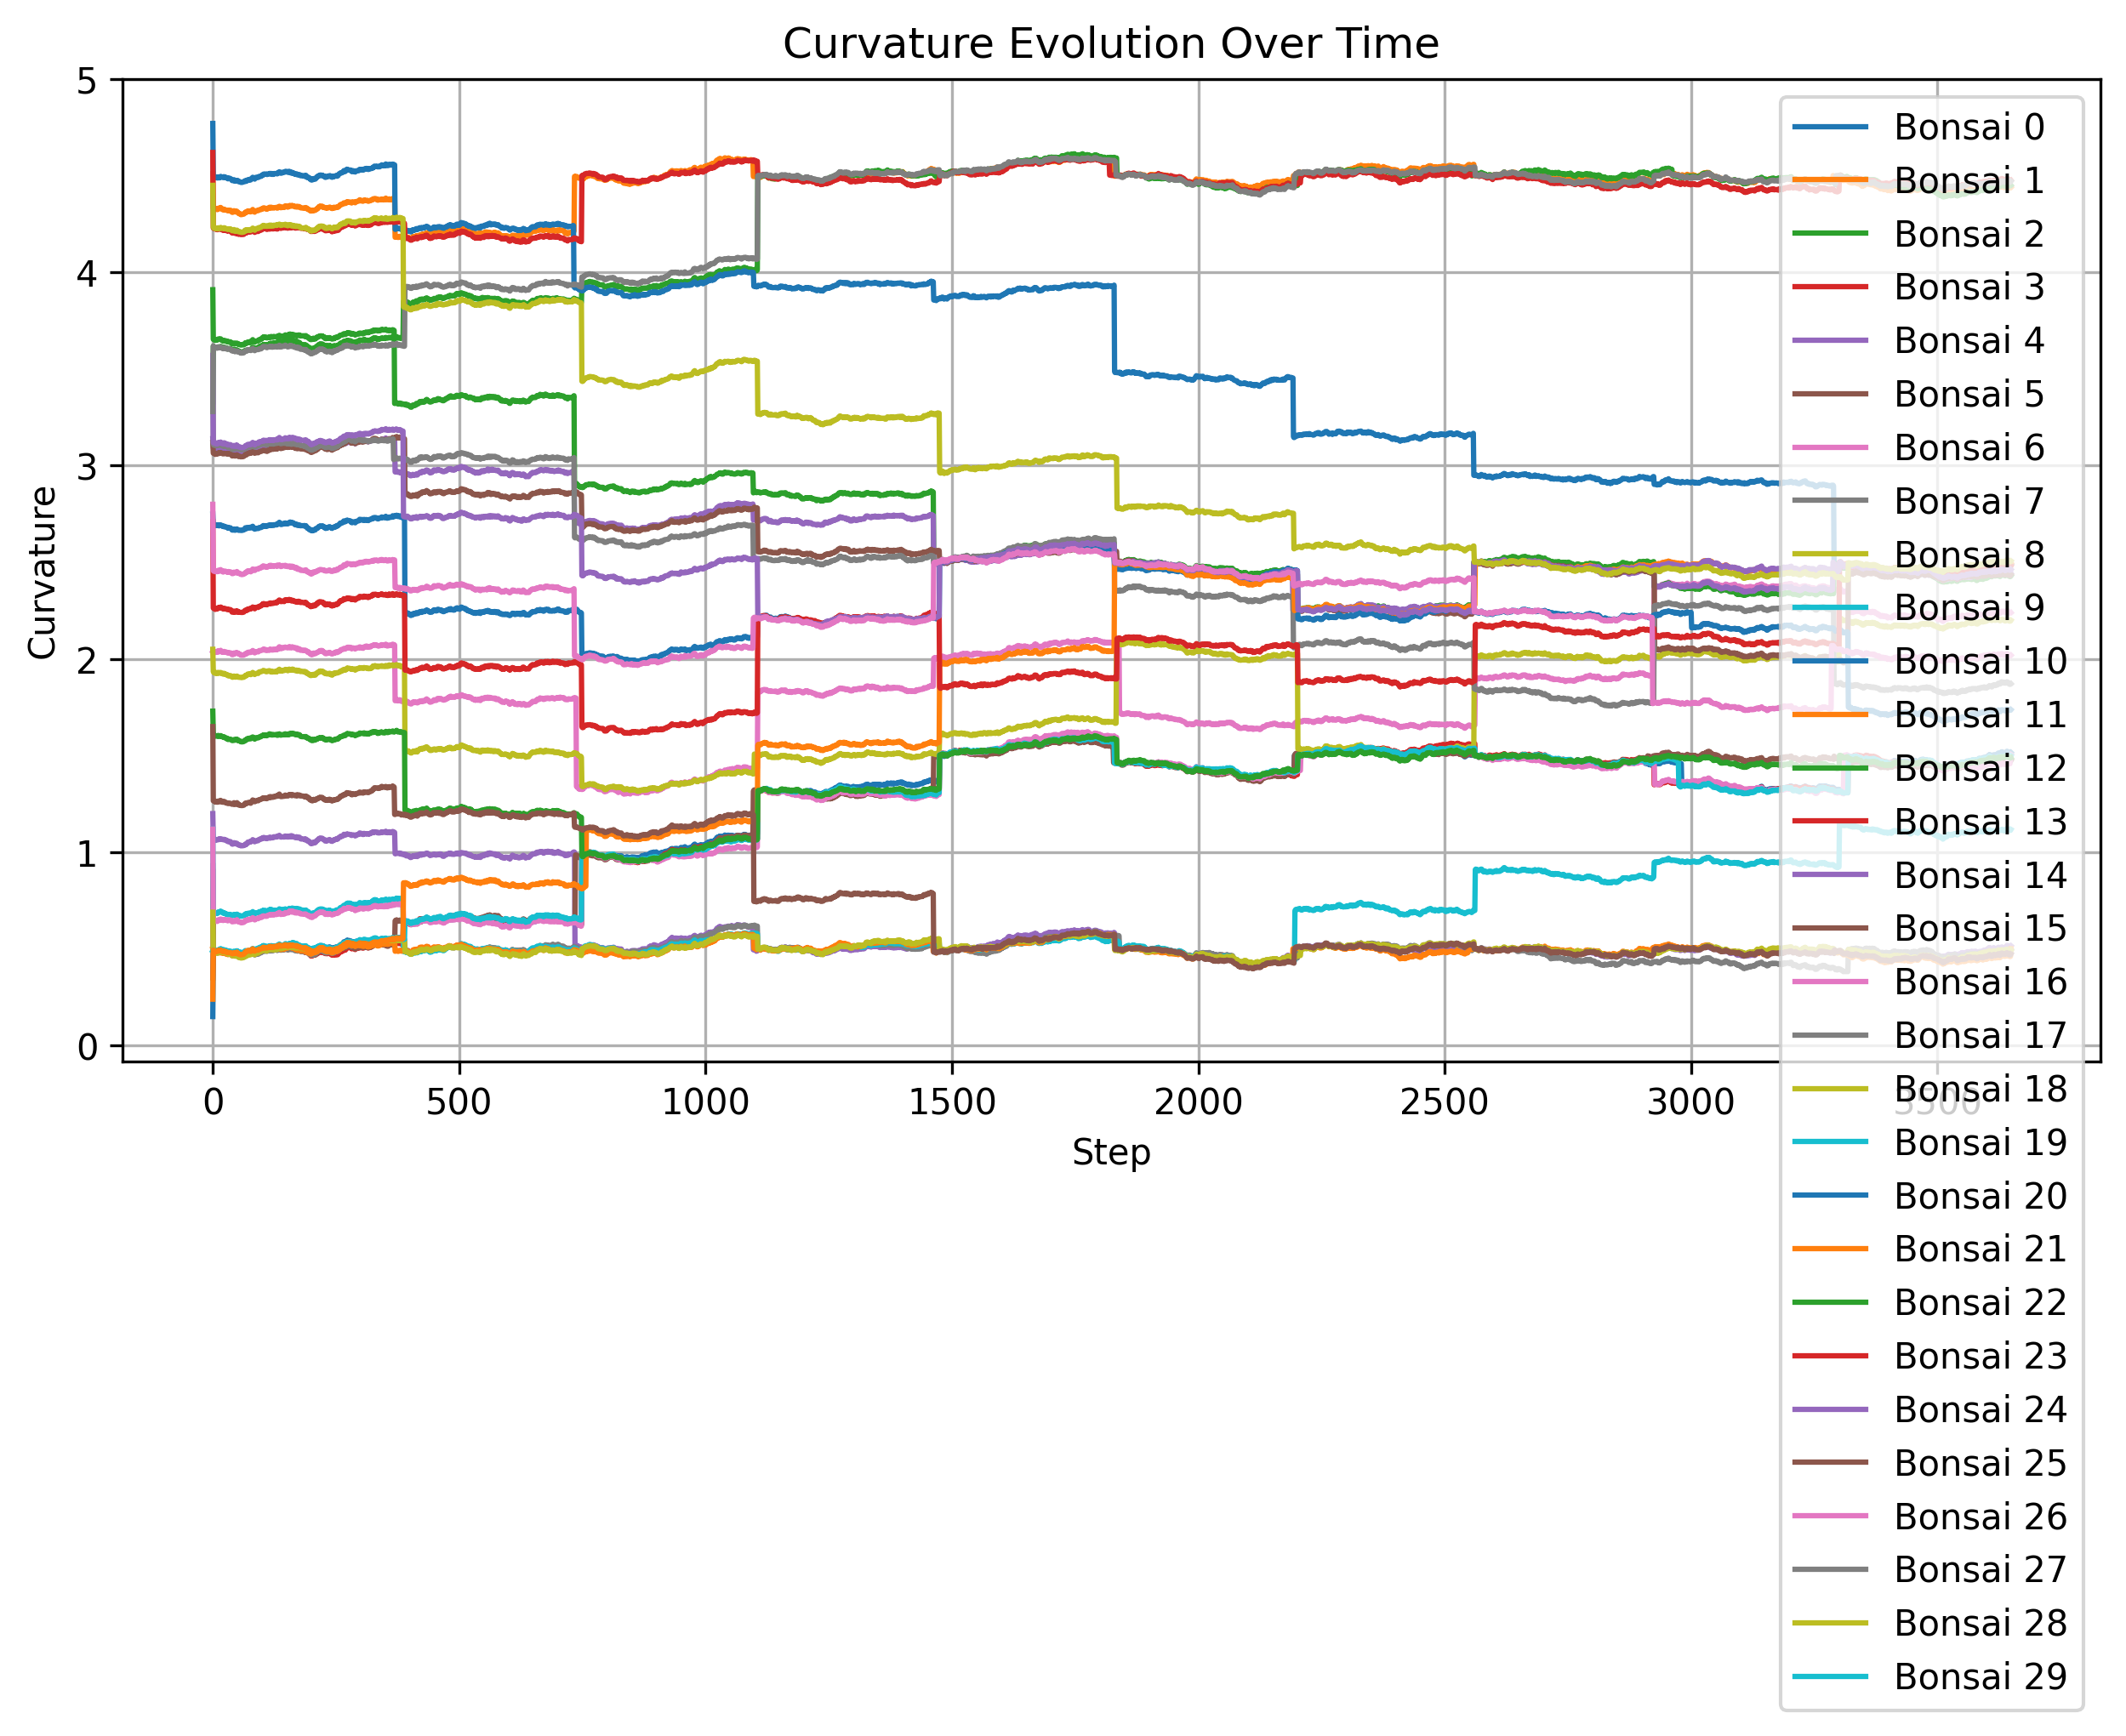 Curvature Evolution Over Time
5
4
3
2
1
0
Curvature
0 500 1000 1500 2000 2500 3000 3500
Step
Bonsai 0
Bonsai 1
Bonsai 2
Bonsai 3
Bonsai 4
Bonsai 5
Bonsai 6
Bonsai 7
Bonsai 8
Bonsai 9
Bonsai 10
Bonsai 11
Bonsai 12
Bonsai 13
Bonsai 14
Bonsai 15
Bonsai 16
Bonsai 17
Bonsai 18
Bonsai 19
Bonsai 20
Bonsai 21
Bonsai 22
Bonsai 23
Bonsai 24
Bonsai 25
Bonsai 26
Bonsai 27
Bonsai 28
Bonsai 29